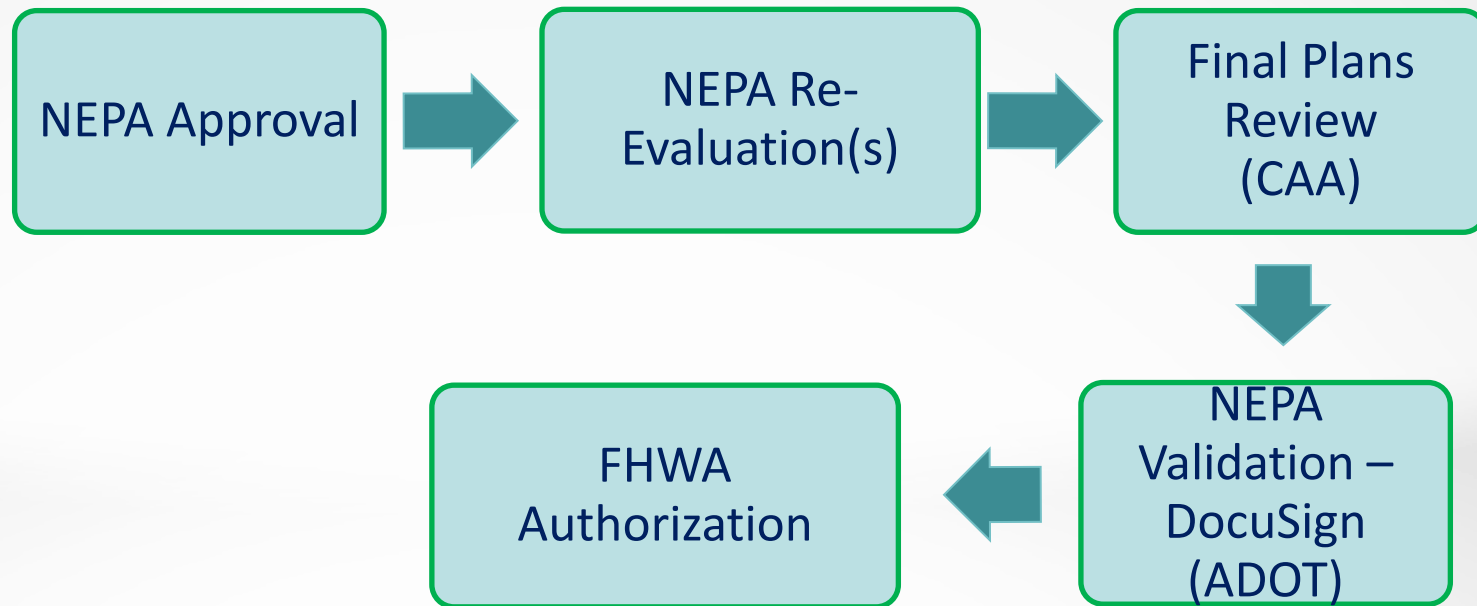 NEPA Approval
NEPA Re-
Evaluation(s)
Final Plans
Review
(CAA)
NEPA
Validation –
DocuSign
(ADOT)
FHWA
Authorization